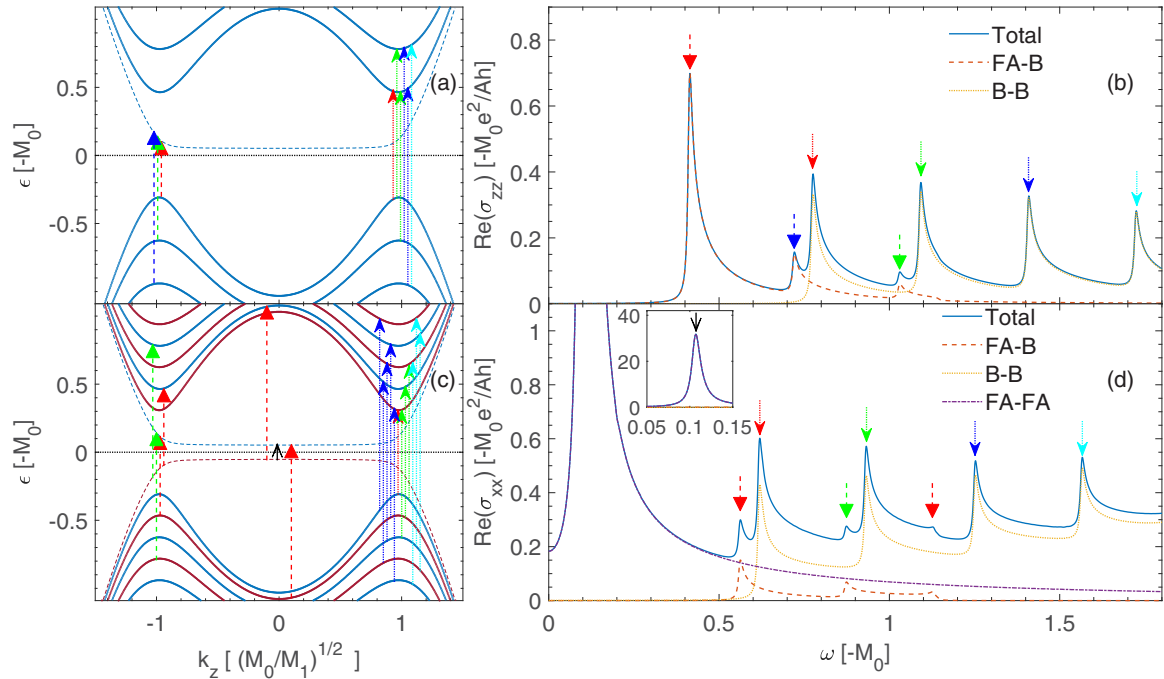 (a)
0.5
0
-0.5
ϵ [-M₀]
(c)
0.5
0
-0.5
ϵ [-M₀]
-1 0 1
k_z [ (M₀/M₁)^1/2 ]
(b)
Total
FA-B
B-B
0.8
0.6
0.4
0.2
0
Re(σ_zz) [-M₀e²/Ah]
(d)
Total
FA-B
B-B
FA-FA
40
20
0
0.05 0.1 0.15
1
0.8
0.6
0.4
0.2
0
Re(σ_xx) [-M₀e²/Ah]
0 0.5 1 1.5
ω [-M₀]